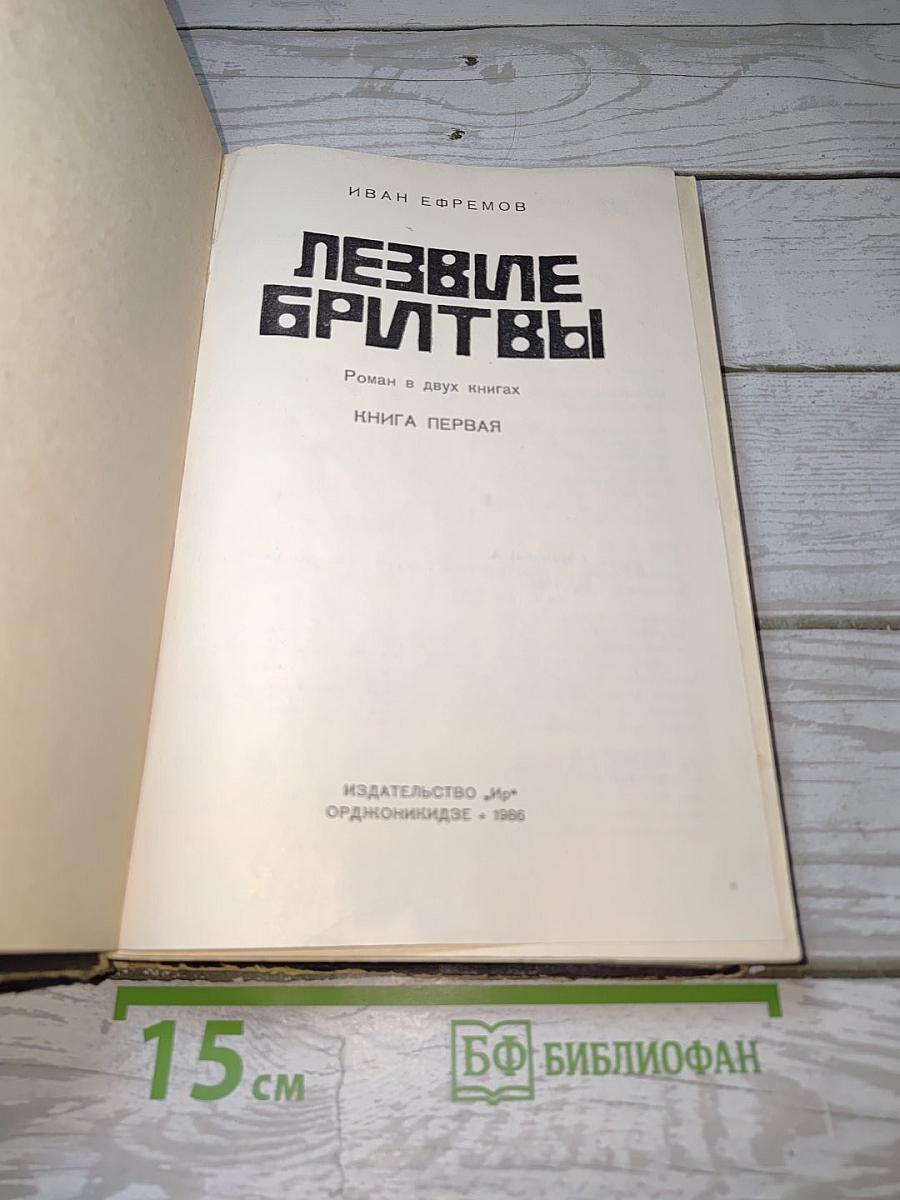 ИВАН ЕФРЕМОВ
ЛЕЗВИЕ
БРИТВЫ
Роман в двух книгах
КНИГА ПЕРВАЯ
ИЗДАТЕЛЬСТВО „Ир“
ОРДЖОНИКИДЗЕ * 1986
15 см
БФ БИБЛИОФАН